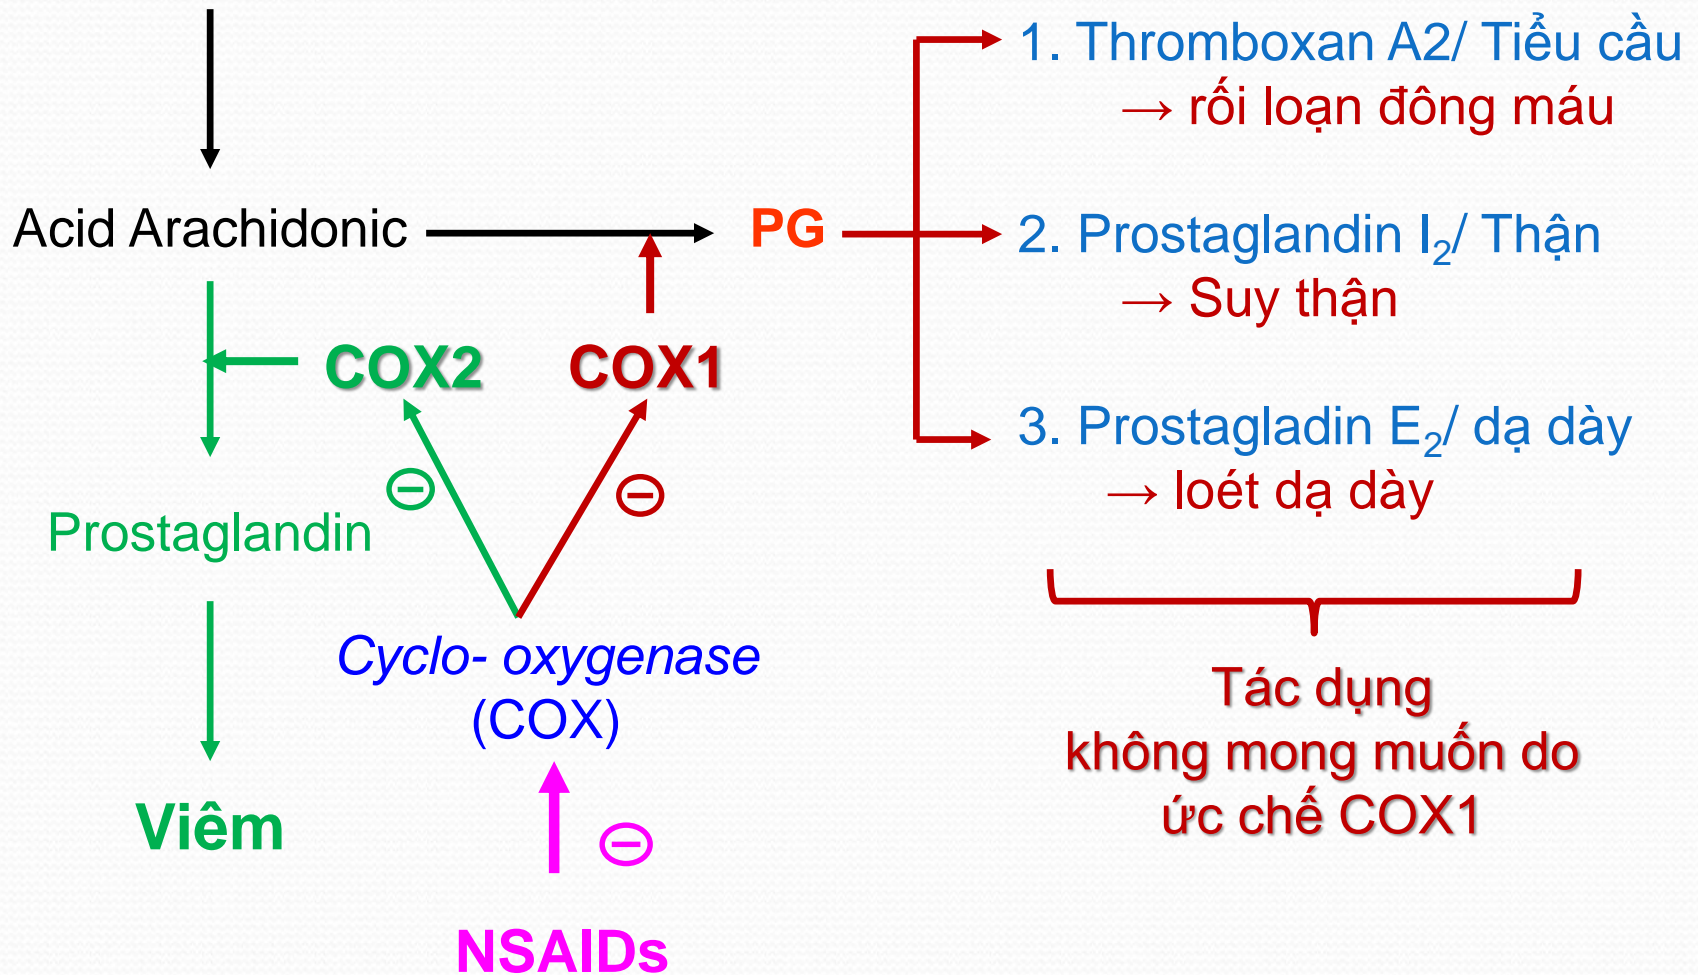 1. Thromboxan A2/ Tiểu cầu
→ rối loạn đông máu
Acid Arachidonic
PG
2. Prostaglandin I2/ Thận
→ Suy thận
COX2
COX1
3. Prostagladin E2/ dạ dày
→ loét dạ dày
Prostaglandin
Cyclo- oxygenase
(COX)
Tác dụng
không mong muốn do
ức chế COX1
Viêm
NSAIDs